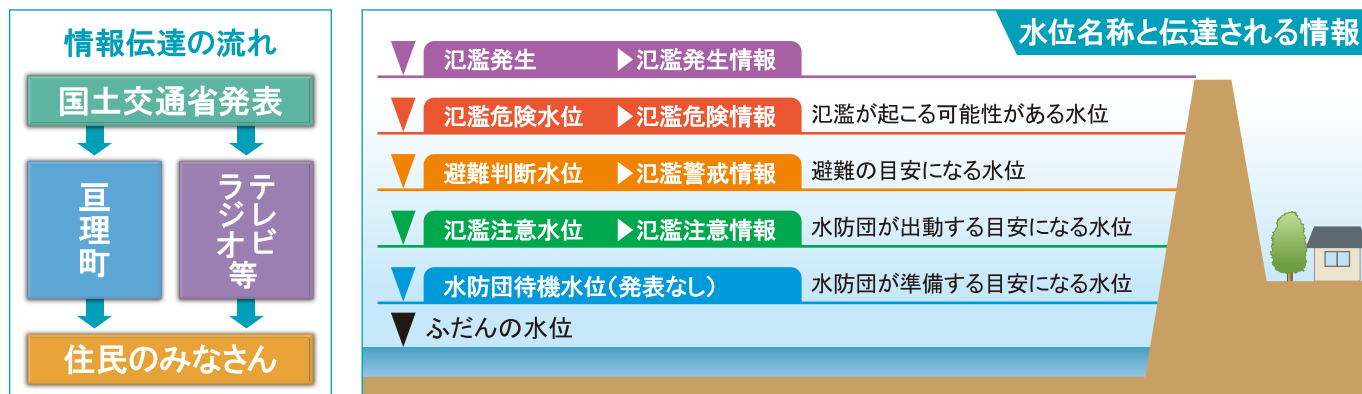 情報伝達の流れ
国土交通省発表
亘理町
テレビ
ラジオ等
住民のみなさん
水位名称と伝達される情報
氾濫発生 ▶氾濫発生情報
氾濫危険水位 ▶氾濫危険情報 氾濫が起こる可能性がある水位
避難判断水位 ▶氾濫警戒情報 避難の目安になる水位
氾濫注意水位 ▶氾濫注意情報 水防団が出動する目安になる水位
水防団待機水位(発表なし) 水防団が準備する目安になる水位
ふだんの水位